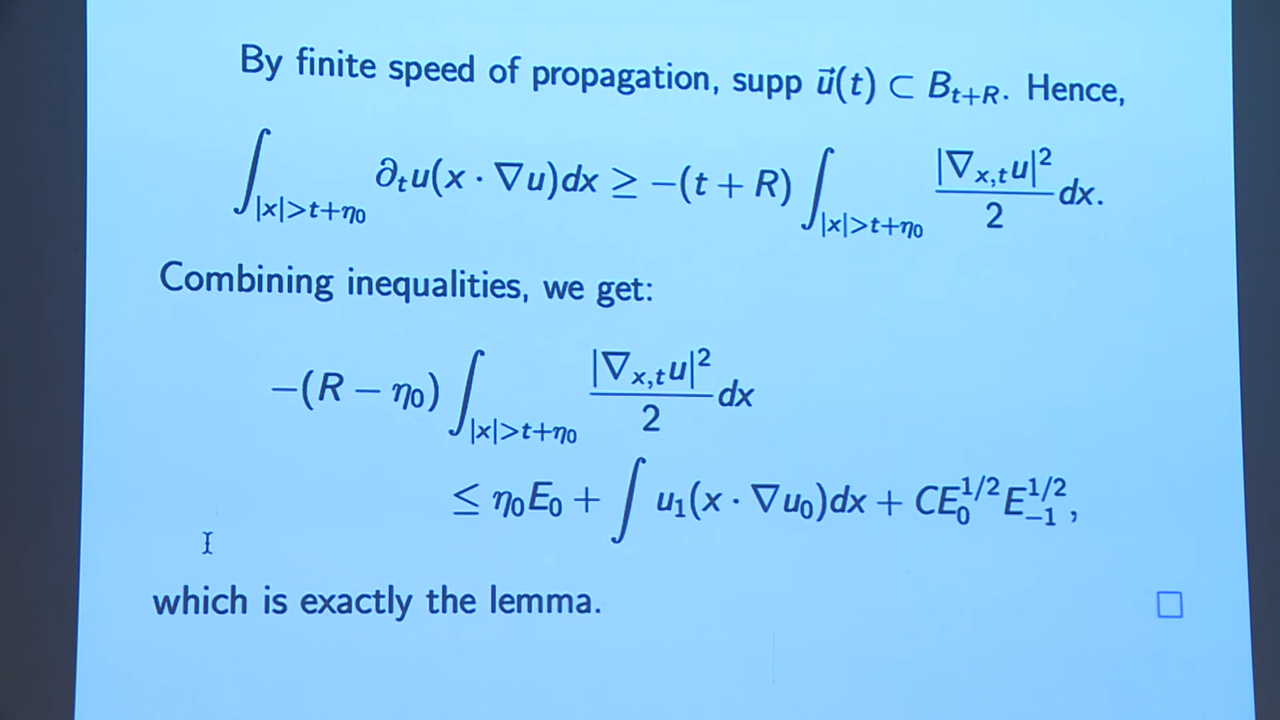 By finite speed of propagation, supp u⃗(t) ⊂ B_{t+R}. Hence,
∫_{|x|>t+η₀} ∂ₜu(x · ∇u)dx ≥ −(t + R) ∫_{|x|>t+η₀} |∇_{x,t}u|²/2 dx.
Combining inequalities, we get:
−(R − η₀) ∫_{|x|>t+η₀} |∇_{x,t}u|²/2 dx
≤ η₀E₀ + ∫ u₁(x · ∇u₀)dx + CE₀^{1/2}E₋₁^{1/2},
which is exactly the lemma. □